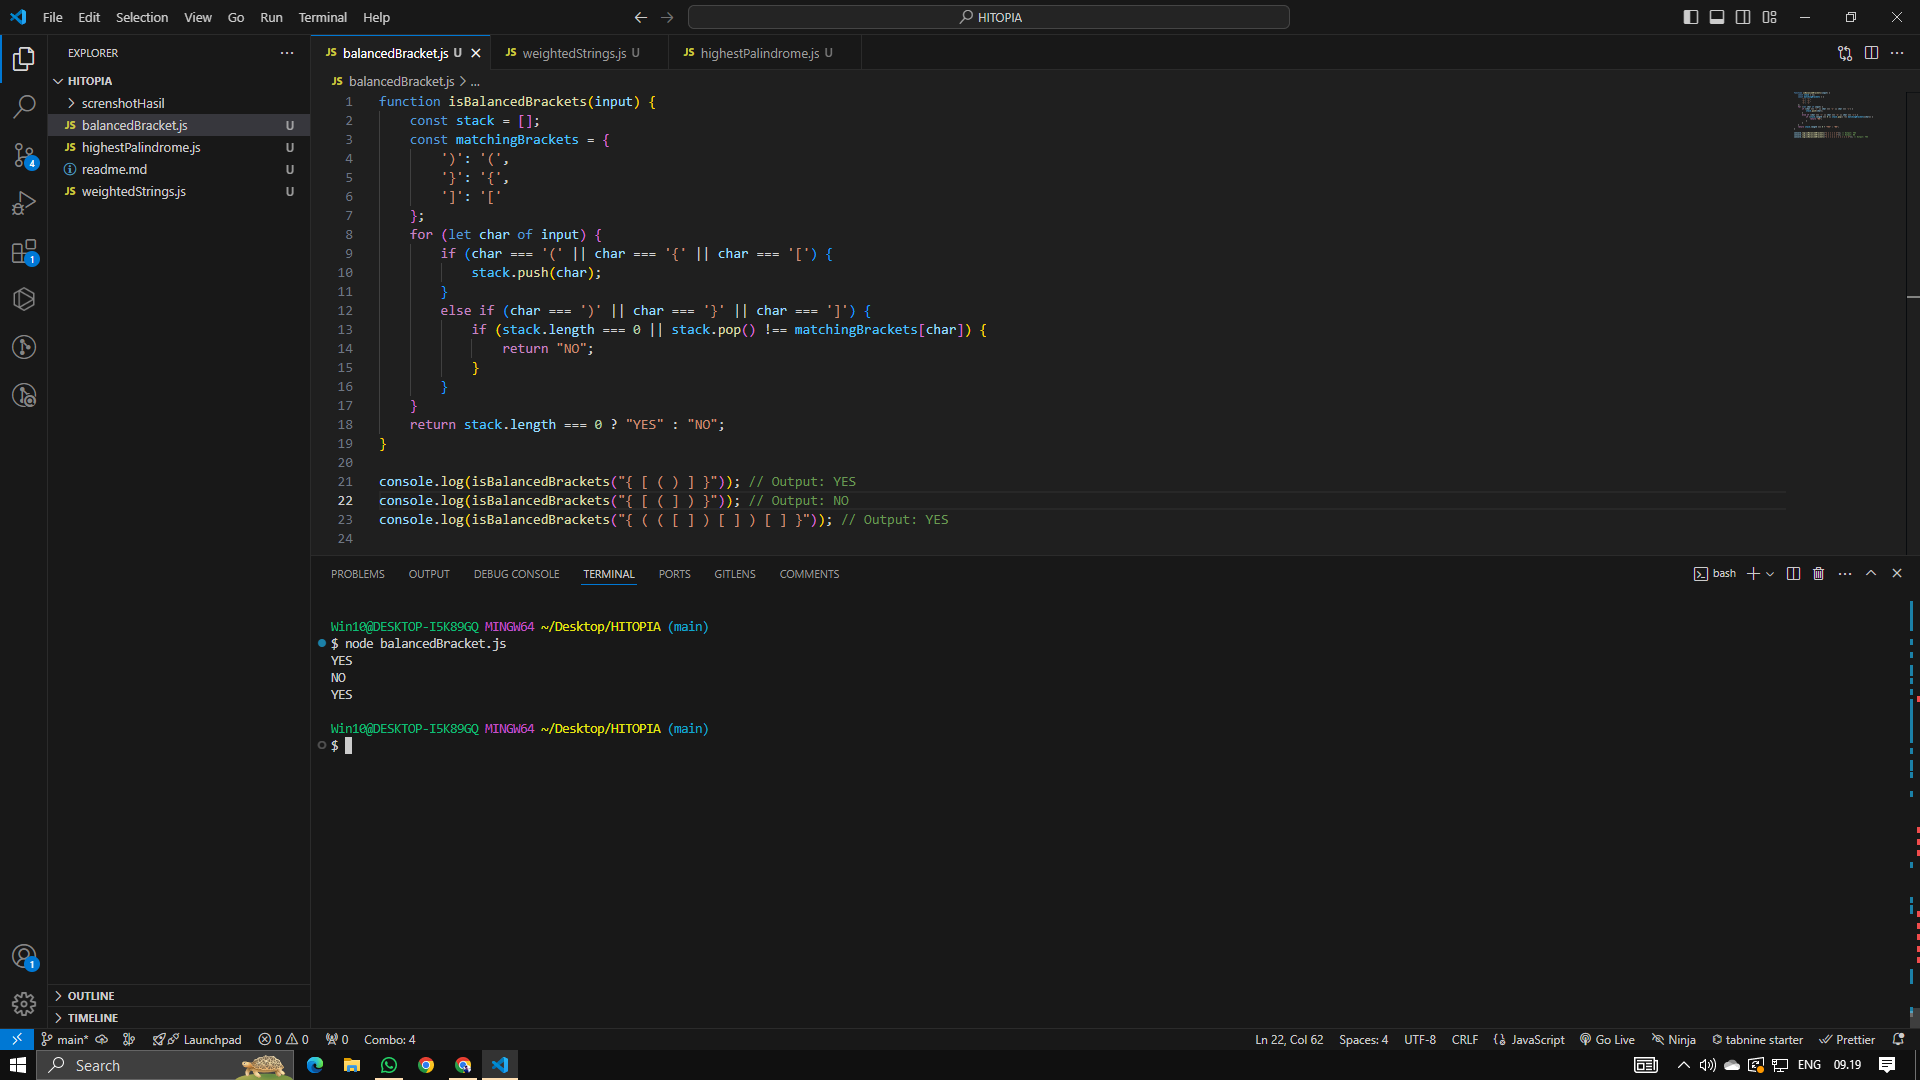 File Edit Selection View Go Run Terminal Help
HITOPIA
EXPLORER
HITOPIA
screnshotHasil
JS balancedBracket.js U
JS highestPalindrome.js U
readme.md U
JS weightedStrings.js U
OUTLINE
TIMELINE
4
1
1
JS balancedBracket.js U
JS weightedStrings.js U
JS highestPalindrome.js U
JS balancedBracket.js > ...
1 function isBalancedBrackets(input) {
2 const stack = [];
3 const matchingBrackets = {
4 ')': '(',
5 '}': '{',
6 ']': '['
7 };
8 for (let char of input) {
9 if (char === '(' || char === '{' || char === '[') {
10 stack.push(char);
11 }
12 else if (char === ')' || char === '}' || char === ']') {
13 if (stack.length === 0 || stack.pop() !== matchingBrackets[char]) {
14 return "NO";
15 }
16 }
17 }
18 return stack.length === 0 ? "YES" : "NO";
19 }
20
21 console.log(isBalancedBrackets("{ [ ( ) ] }")); // Output: YES
22 console.log(isBalancedBrackets("{ [ ( ] ) }")); // Output: NO
23 console.log(isBalancedBrackets("{ ( ( [ ] ) [ ] ) [ ] }")); // Output: YES
24
PROBLEMS OUTPUT DEBUG CONSOLE TERMINAL PORTS GITLENS COMMENTS
bash
Win10@DESKTOP-I5K89GQ MINGW64 ~/Desktop/HITOPIA (main)
$ node balancedBracket.js
YES
NO
YES
Win10@DESKTOP-I5K89GQ MINGW64 ~/Desktop/HITOPIA (main)
$
main* Launchpad 0 0 0 Combo: 4
Ln 22, Col 62 Spaces: 4 UTF-8 CRLF {} JavaScript Go Live Ninja tabnine starter Prettier
Search
ENG 09.19